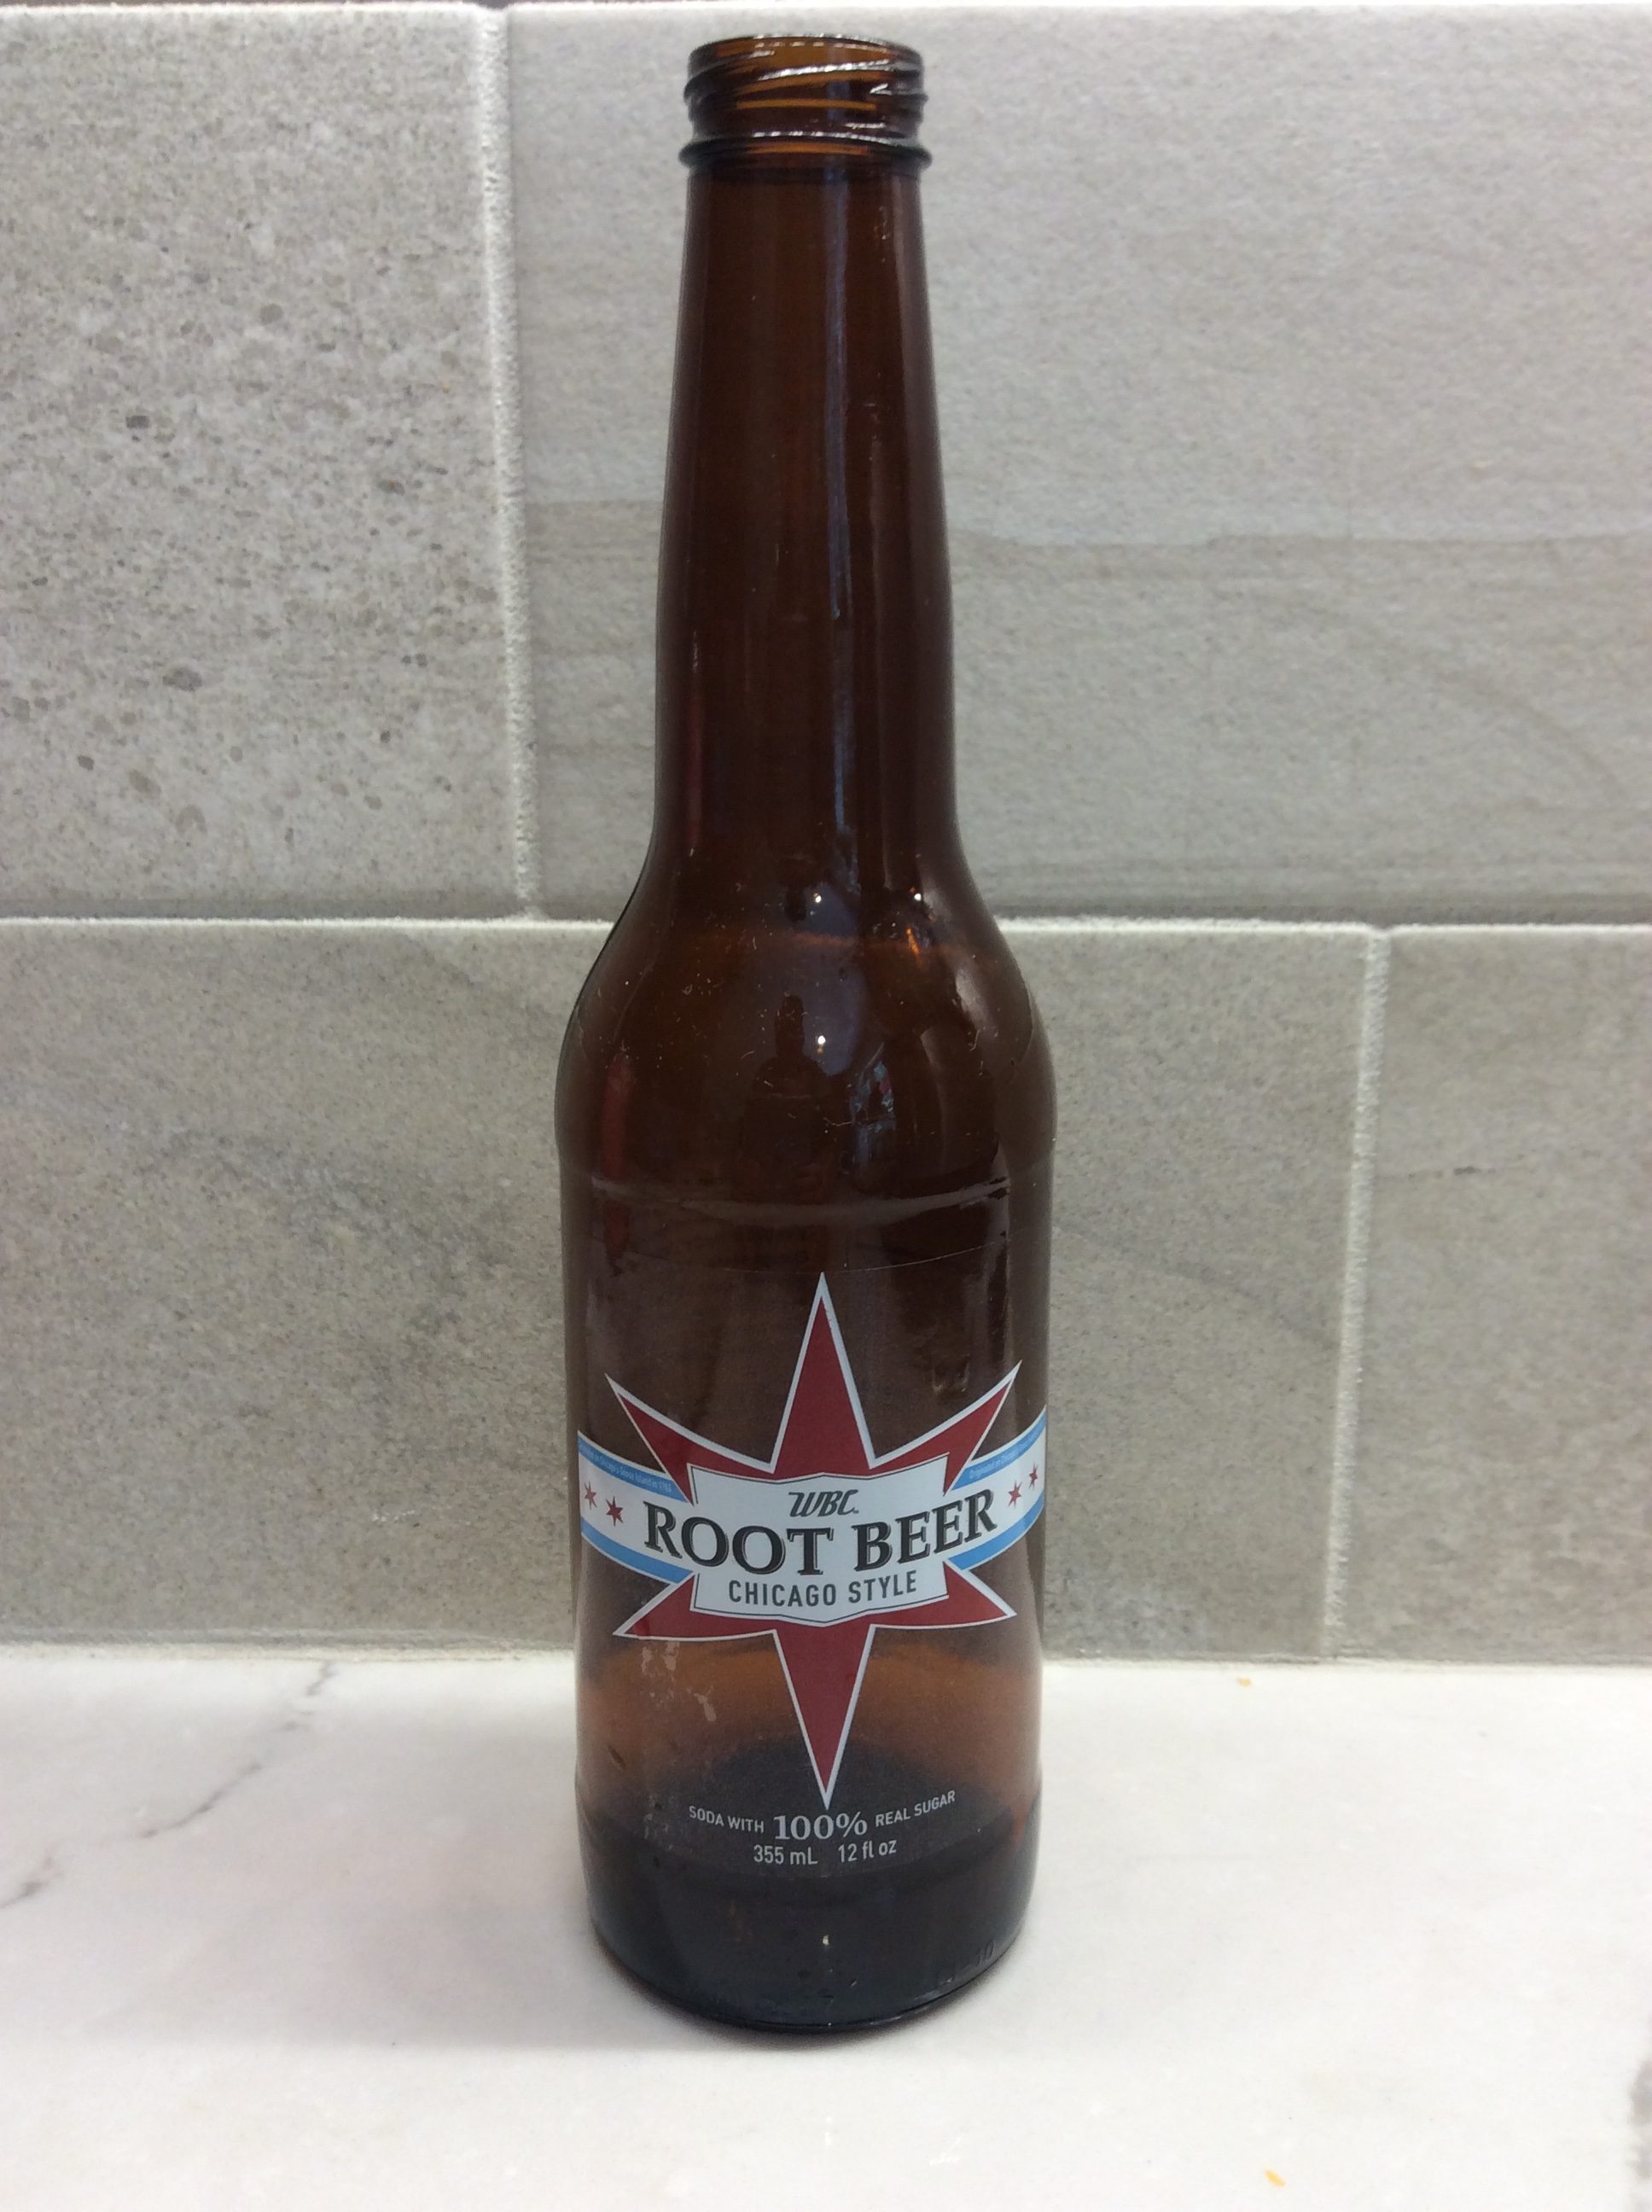 WBC
ROOT BEER
CHICAGO STYLE
SODA WITH 100% REAL SUGAR
355 mL 12 fl oz